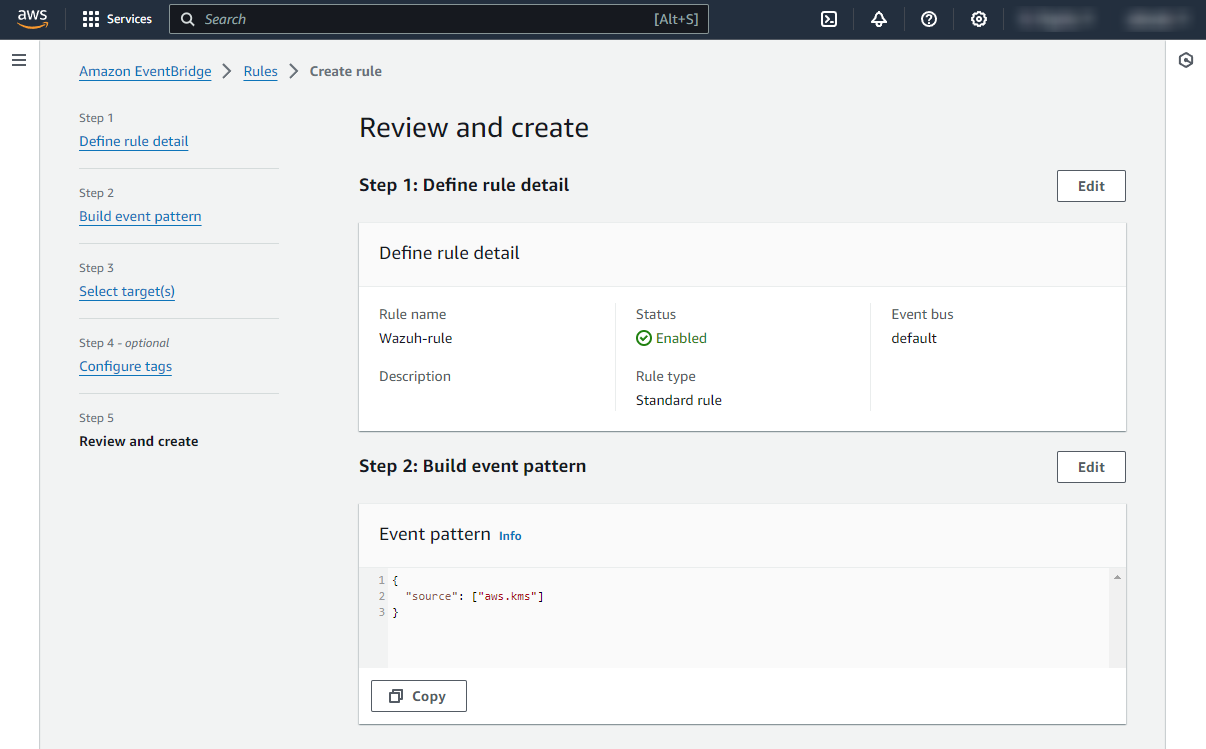 aws Services Search [Alt+S]
Amazon EventBridge Rules Create rule
Step 1
Define rule detail
Step 2
Build event pattern
Step 3
Select target(s)
Step 4 - optional
Configure tags
Step 5
Review and create
Review and create
Step 1: Define rule detail Edit
Define rule detail
Rule name
Wazuh-rule
Description
Status
Enabled
Rule type
Standard rule
Event bus
default
Step 2: Build event pattern Edit
Event pattern Info
1 {
2 "source": ["aws.kms"]
3 }
Copy